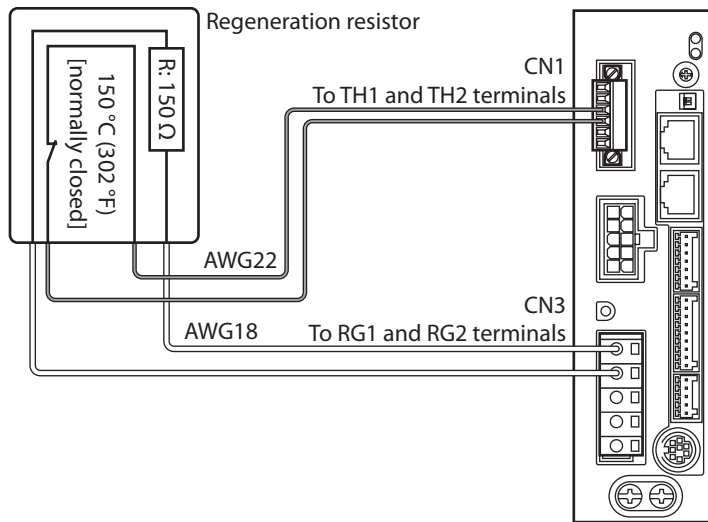 Regeneration resistor
R: 150 Ω
150 °C (302 °F)
[normally closed]
CN1
To TH1 and TH2 terminals
AWG22
CN3
AWG18
To RG1 and RG2 terminals